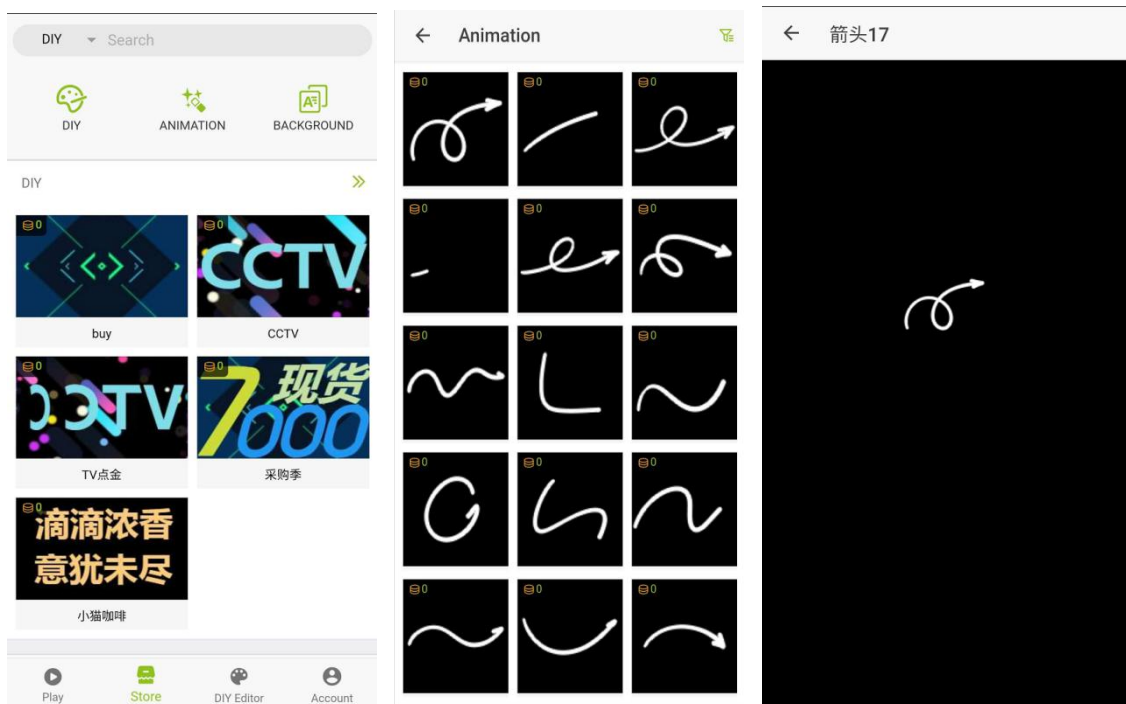 DIY Search
DIY ANIMATION BACKGROUND
DIY
0 0
CCTV
buy CCTV
0 0
CCTV 7000 现货
TV点金 采购季
0
滴滴浓香
意犹未尽
小猫咖啡
Play Store DIY Editor Account
Animation
0 0 0
0 0 0
0 0 0
0 0 0
0 0 0
箭头17